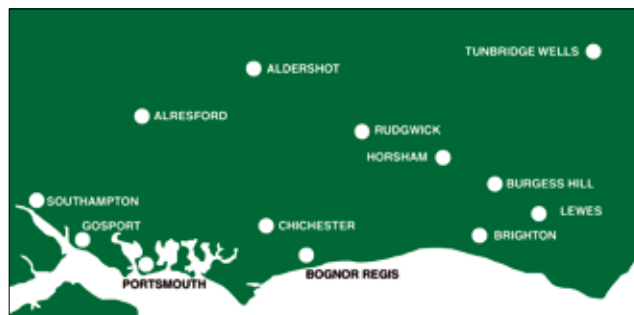 TUNBRIDGE WELLS
ALDERSHOT
ALRESFORD
RUDGWICK
HORSHAM
BURGESS HILL
SOUTHAMPTON
LEWES
GOSPORT
CHICHESTER
BRIGHTON
BOGNOR REGIS
PORTSMOUTH